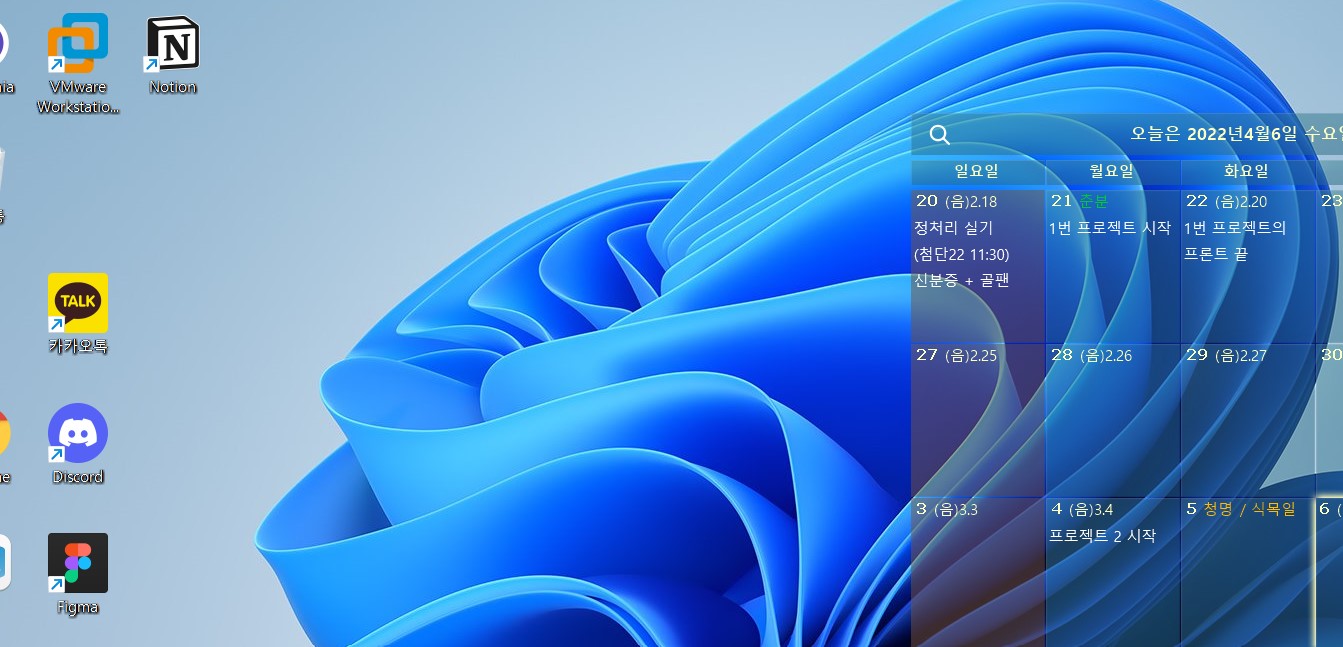 VMware
Workstatio...
Notion
TALK
카카오톡
Discord
Figma
오늘은 2022년4월6일 수요일
일요일 월요일 화요일
20 (음)2.18 21 춘분 22 (음)2.20 23
정처리 실기 1번 프로젝트 시작 1번 프로젝트의
(첨단22 11:30) 프론트 끝
신분증 + 골팬
27 (음)2.25 28 (음)2.26 29 (음)2.27 30
3 (음)3.3 4 (음)3.4 5 청명 / 식목일 6 (
프로젝트 2 시작